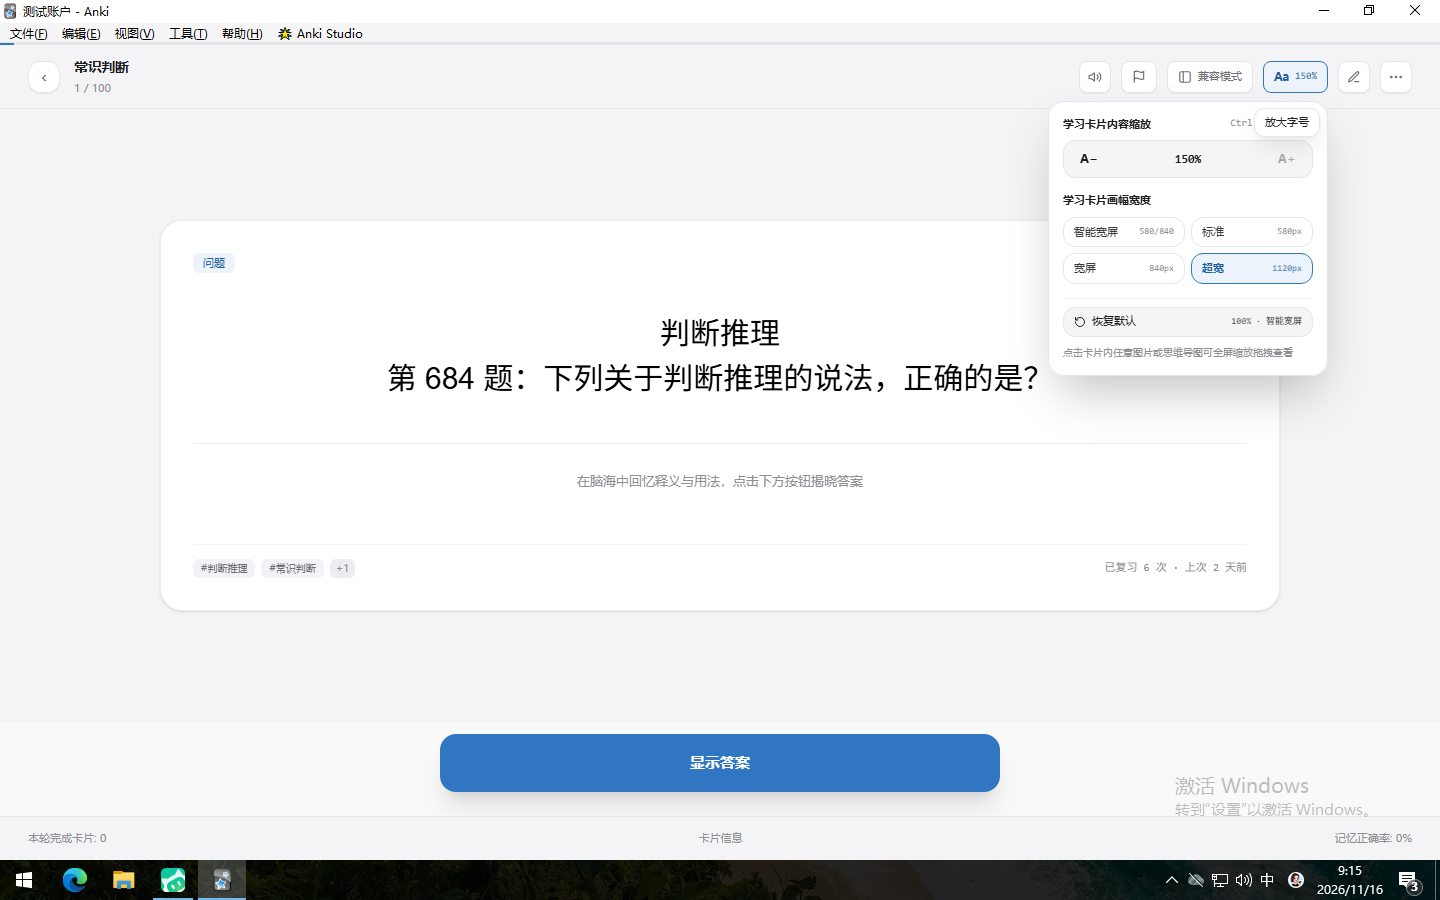 测试账户 - Anki
文件(F) 编辑(E) 视图(V) 工具(T) 帮助(H) Anki Studio
常识判断
1 / 100
兼容模式
Aa 150%
学习卡片内容缩放 Ctrl
放大字号
A− 150% A+
学习卡片画幅宽度
智能宽屏 580/840 标准 580px
宽屏 840px 超宽 1120px
恢复默认 100% · 智能宽屏
点击卡片内任意图片或思维导图可全屏缩放拖拽查看
问题
判断推理
第 684 题：下列关于判断推理的说法，正确的是？
在脑海中回忆释义与用法，点击下方按钮揭晓答案
#判断推理 #常识判断 +1
已复习 6 次 · 上次 2 天前
显示答案
激活 Windows
转到"设置"以激活 Windows。
本轮完成卡片: 0 卡片信息 记忆正确率: 0%
中
9:15
2026/11/16
3